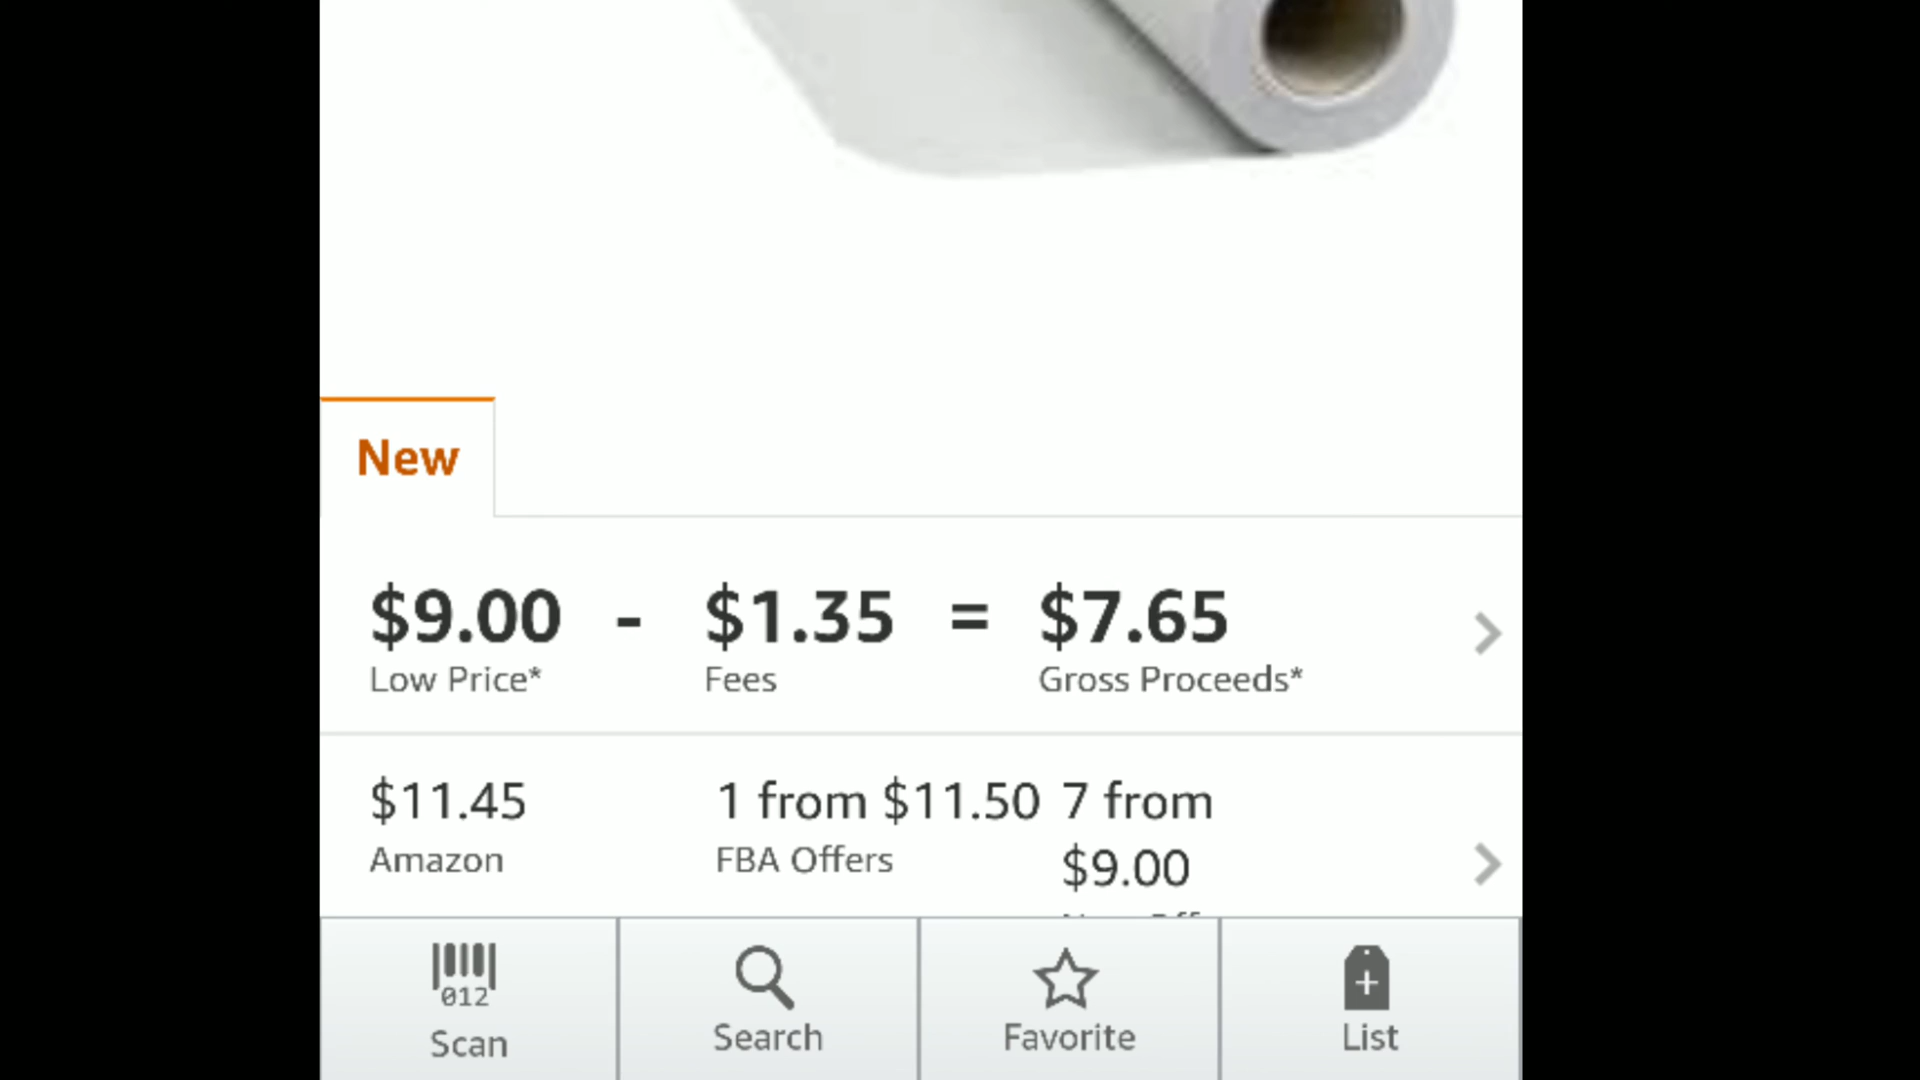 New
$9.00 - $1.35 = $7.65
Low Price* Fees Gross Proceeds*
$11.45 1 from $11.50 7 from
Amazon FBA Offers $9.00
012
Scan Search Favorite List